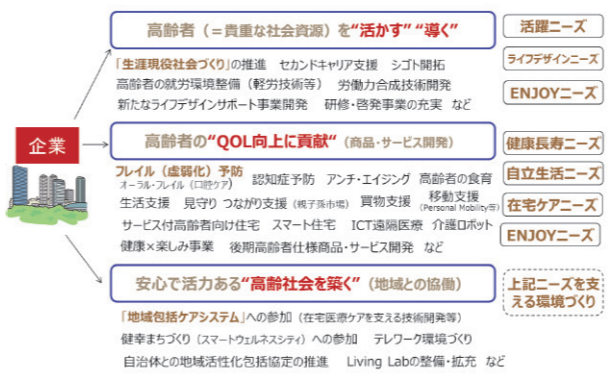 高齢者（＝貴重な社会資源）を“活かす” “導く”
「生涯現役社会づくり」の推進　セカンドキャリア支援　シゴト開拓
高齢者の就労環境整備（軽労技術等）　労働力合成技術開発
新たなライフデザインサポート事業開発　研修・啓発事業の充実　など
活躍ニーズ
ライフデザインニーズ
ENJOYニーズ
企業
高齢者の“QOL向上に貢献“（商品・サービス開発）
フレイル（虚弱化）予防　認知症予防　アンチ・エイジング　高齢者の食育
オーラル・フレイル（口腔ケア）
生活支援　見守り　つながり支援（親子孫市場）　買物支援　移動支援
（Personal Mobility等）
サービス付高齢者向け住宅　スマート住宅　ICT遠隔医療　介護ロボット
健康×楽しみ事業　後期高齢者仕様商品・サービス開発　など
健康長寿ニーズ
自立生活ニーズ
在宅ケアニーズ
ENJOYニーズ
安心で活力ある“高齢社会を築く”（地域との協働）
「地域包括ケアシステム」への参加（在宅医療ケアを支える技術開発等）
健幸まちづくり（スマートウェルネスシティ）への参加　テレワーク環境づくり
自治体との地域活性化包括協定の推進　Living Labの整備・拡充　など
上記ニーズを支
える環境づくり